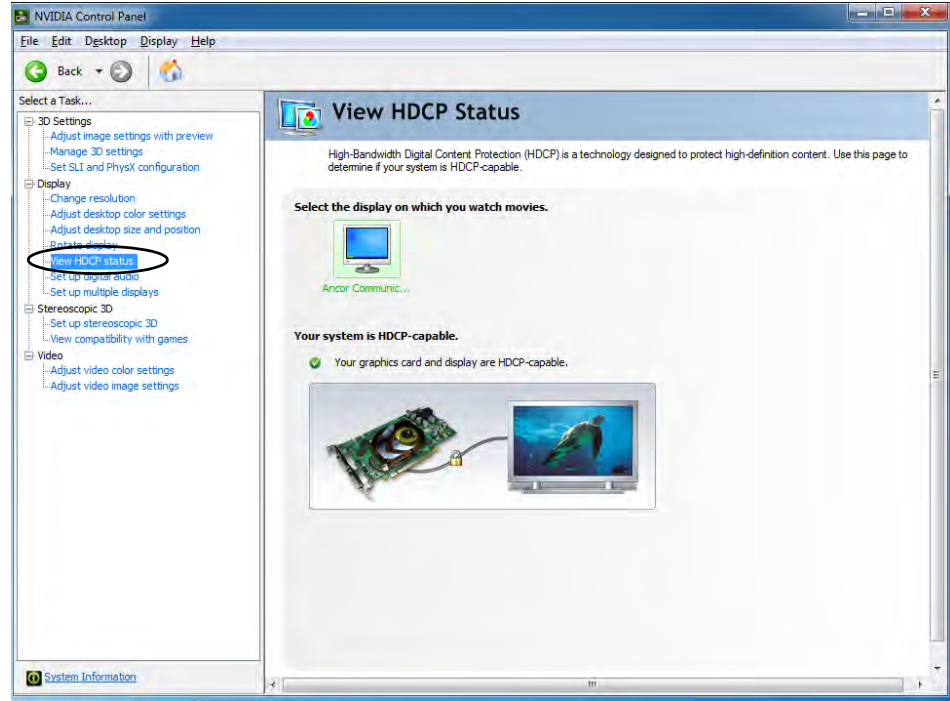 NVIDIA Control Panel
File Edit Desktop Display Help
Back
Select a Task...
3D Settings
Adjust image settings with preview
Manage 3D settings
Set SLI and PhysX configuration
Display
Change resolution
Adjust desktop color settings
Adjust desktop size and position
Rotate display
View HDCP status
Set up digital audio
Set up multiple displays
Stereoscopic 3D
Set up stereoscopic 3D
View compatibility with games
Video
Adjust video color settings
Adjust video image settings
System Information
View HDCP Status
High-Bandwidth Digital Content Protection (HDCP) is a technology designed to protect high-definition content. Use this page to
determine if your system is HDCP-capable.
Select the display on which you watch movies.
Ancor Communic...
Your system is HDCP-capable.
Your graphics card and display are HDCP-capable.